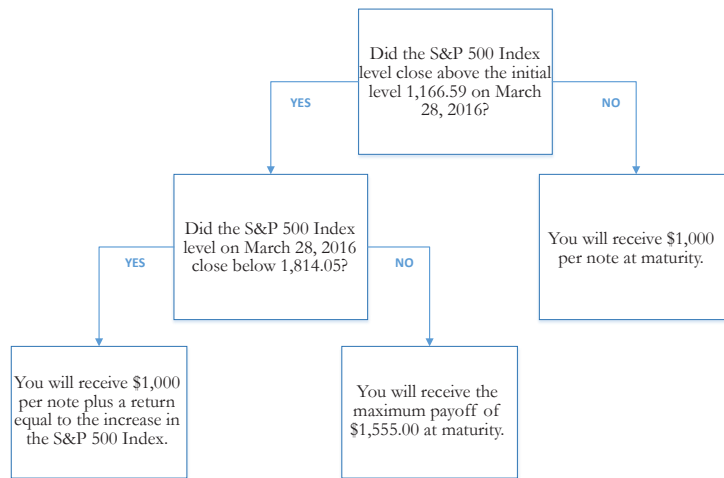 Did the S&P 500 Index
level close above the initial
level 1,166.59 on March
28, 2016?
YES
NO
Did the S&P 500 Index
level on March 28, 2016
close below 1,814.05?
You will receive $1,000
per note at maturity.
YES
NO
You will receive $1,000
per note plus a return
equal to the increase in
the S&P 500 Index.
You will receive the
maximum payoff of
$1,555.00 at maturity.